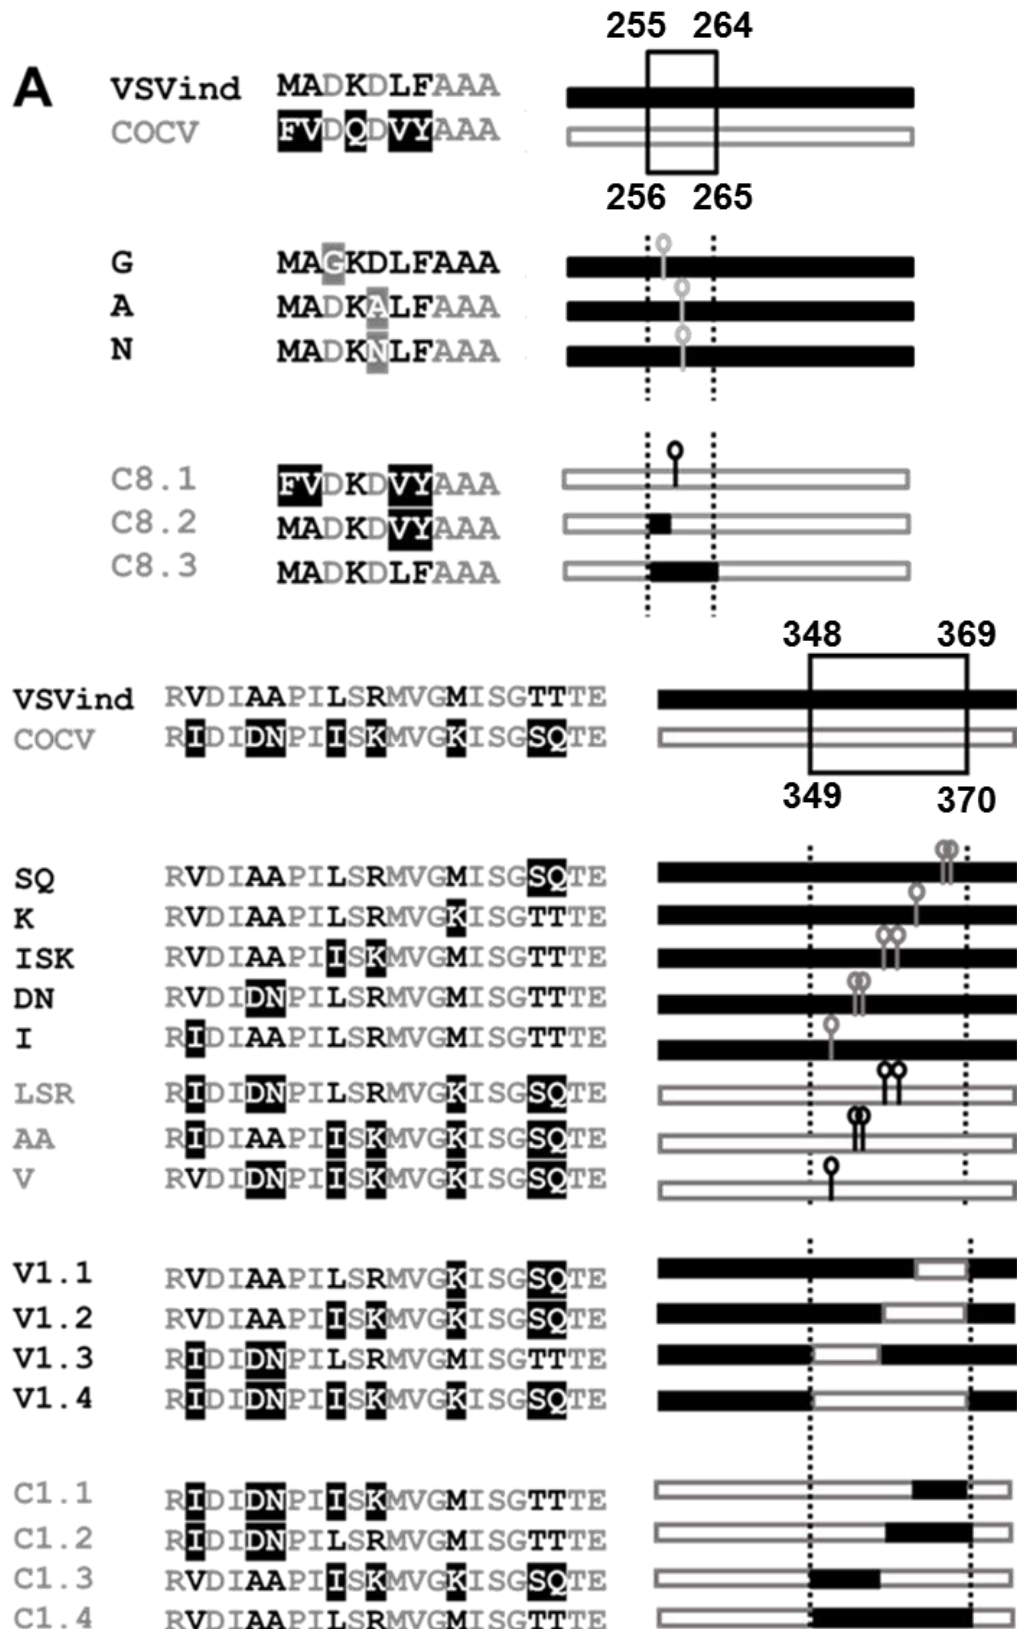 255 264
A VSVind MADKDLFAAA
COCV FVDQDVYAAA
256 265
G MAGKDLFAAA
A MADKALFAAA
N MADKNLFAAA
C8.1 FVDKDVYAAA
C8.2 MADKDVYAAA
C8.3 MADKDLFAAA
348 369
VSVind RVDIAAPILSRMVGMISGTTTE
COCV RIDIDNPIISKMVGKISGSQTE
349 370
SQ RVDIAAPILSRMVGMISGSQTE
K RVDIAAPILSRMVGKISGTTTE
ISK RVDIAAPIISKMVGMISGTTTE
DN RVDIDNPILSRMVGMISGTTTE
I RIDIAAPILSRMVGMISGTTTE
LSR RIDIDNPILSRMVGKISGSQTE
AA RIDIAAPIISKMVGKISGSQTE
V RVDIDNPIISKMVGKISGSQTE
V1.1 RVDIAAPILSRMVGKISGSQTE
V1.2 RVDIAAPIISKMVGKISGSQTE
V1.3 RIDIDNPILSRMVGMISGTTTE
V1.4 RIDIDNPIISKMVGKISGSQTE
C1.1 RIDIDNPIISKMVGMISGTTTE
C1.2 RIDIDNPILSRMVGMISGTTTE
C1.3 RVDIAAPIISKMVGKISGSQTE
C1.4 RVDIAAPILSRMVGMISGTTTE